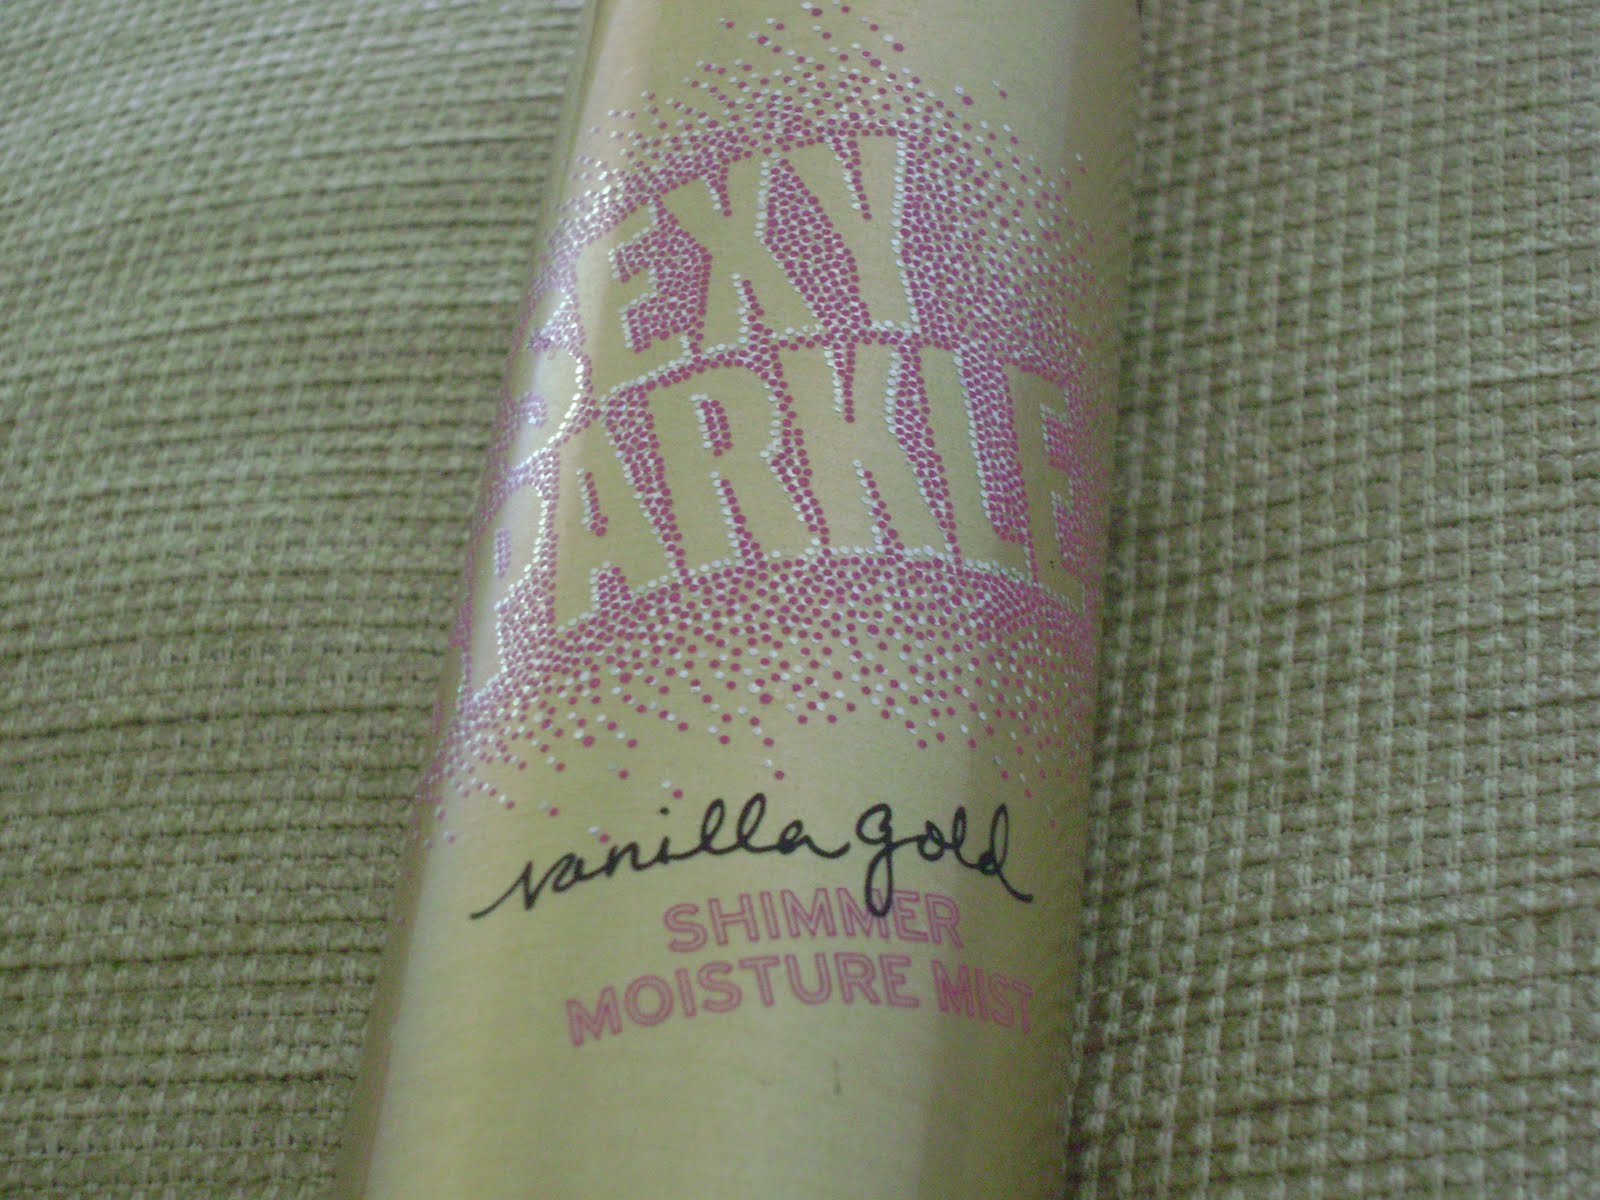 SEXY
SPARKLE
vanilla gold
SHIMMER
MOISTURE MIST